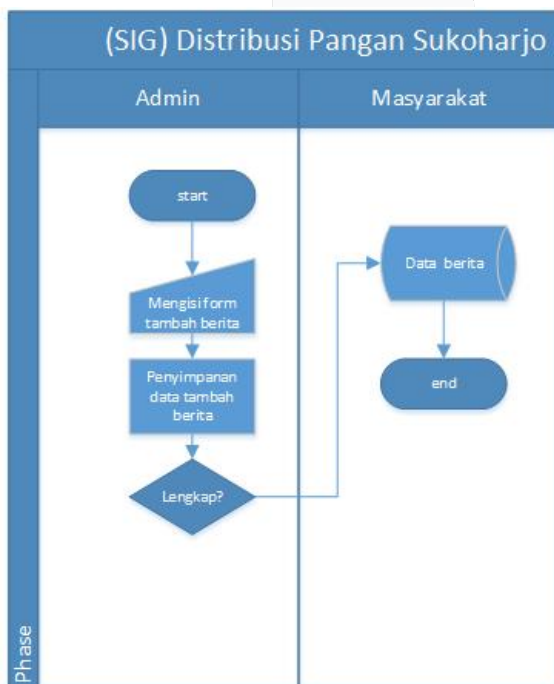 (SIG) Distribusi Pangan Sukoharjo
Admin
Masyarakat
start
Mengisi form
tambah berita
Penyimpanan
data tambah
berita
Lengkap?
Data berita
end
Phase